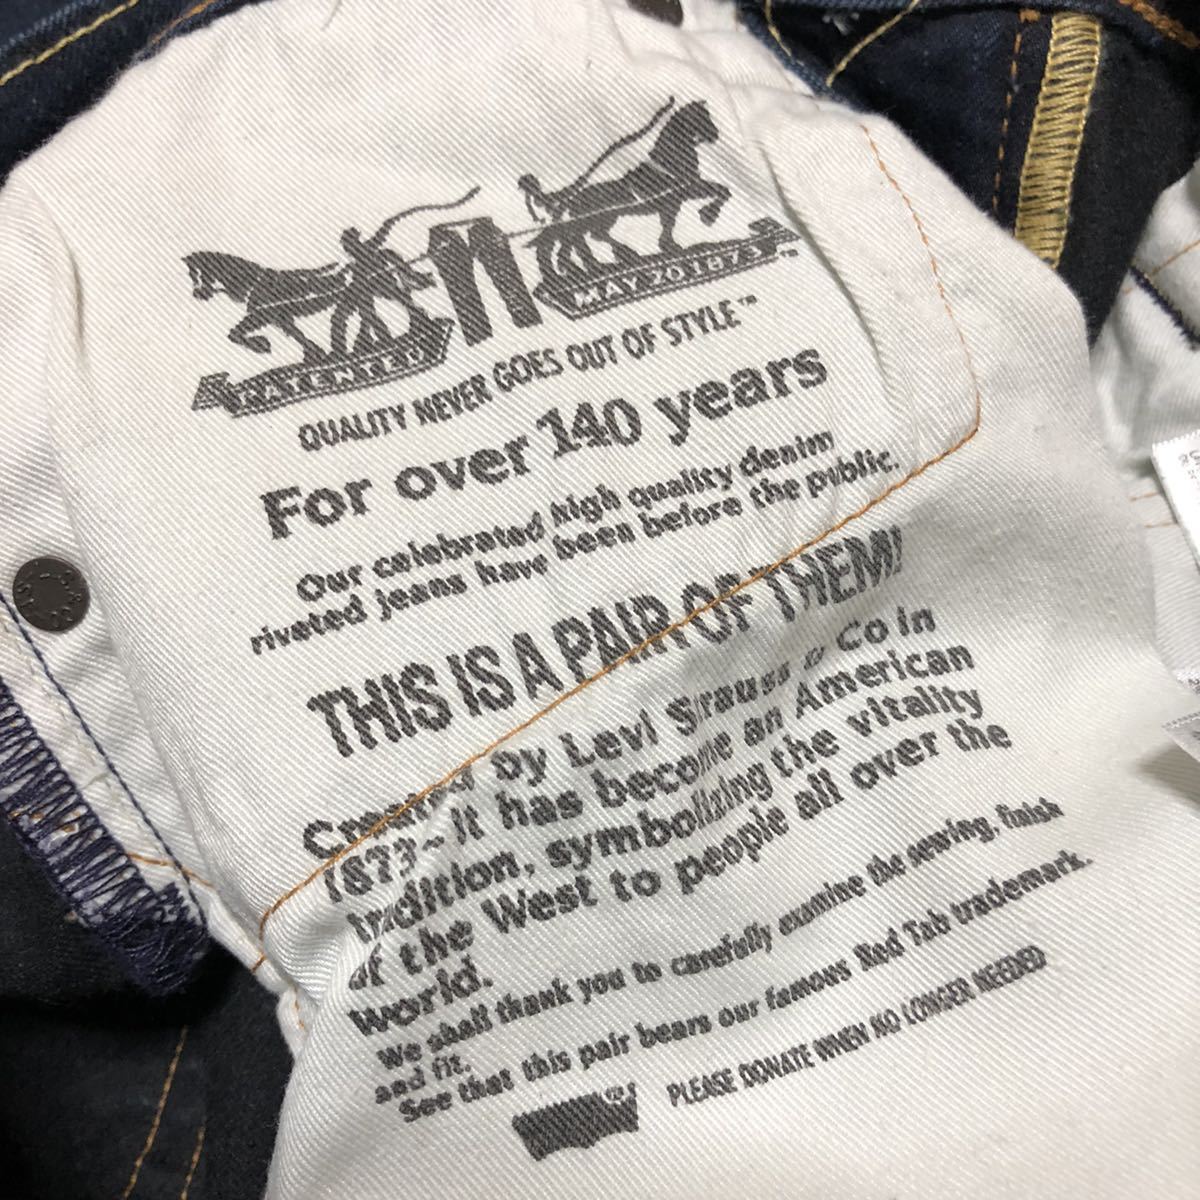 PATENTED
MAY 20 1873
QUALITY NEVER GOES OUT OF STYLE™
For over 140 years
Our celebrated high quality denim
riveted jeans have been before the public.
THIS IS A PAIR OF THEM!
Created by Levi Strauss & Co in
1873~It has become an American
tradition, symbolizing the vitality
of the West to people all over the
world.
We shall thank you to carefully examine the sewing, finish
and fit.
See that this pair bears our famous Red Tab trademark.
PLEASE DONATE WHEN NO LONGER NEEDED